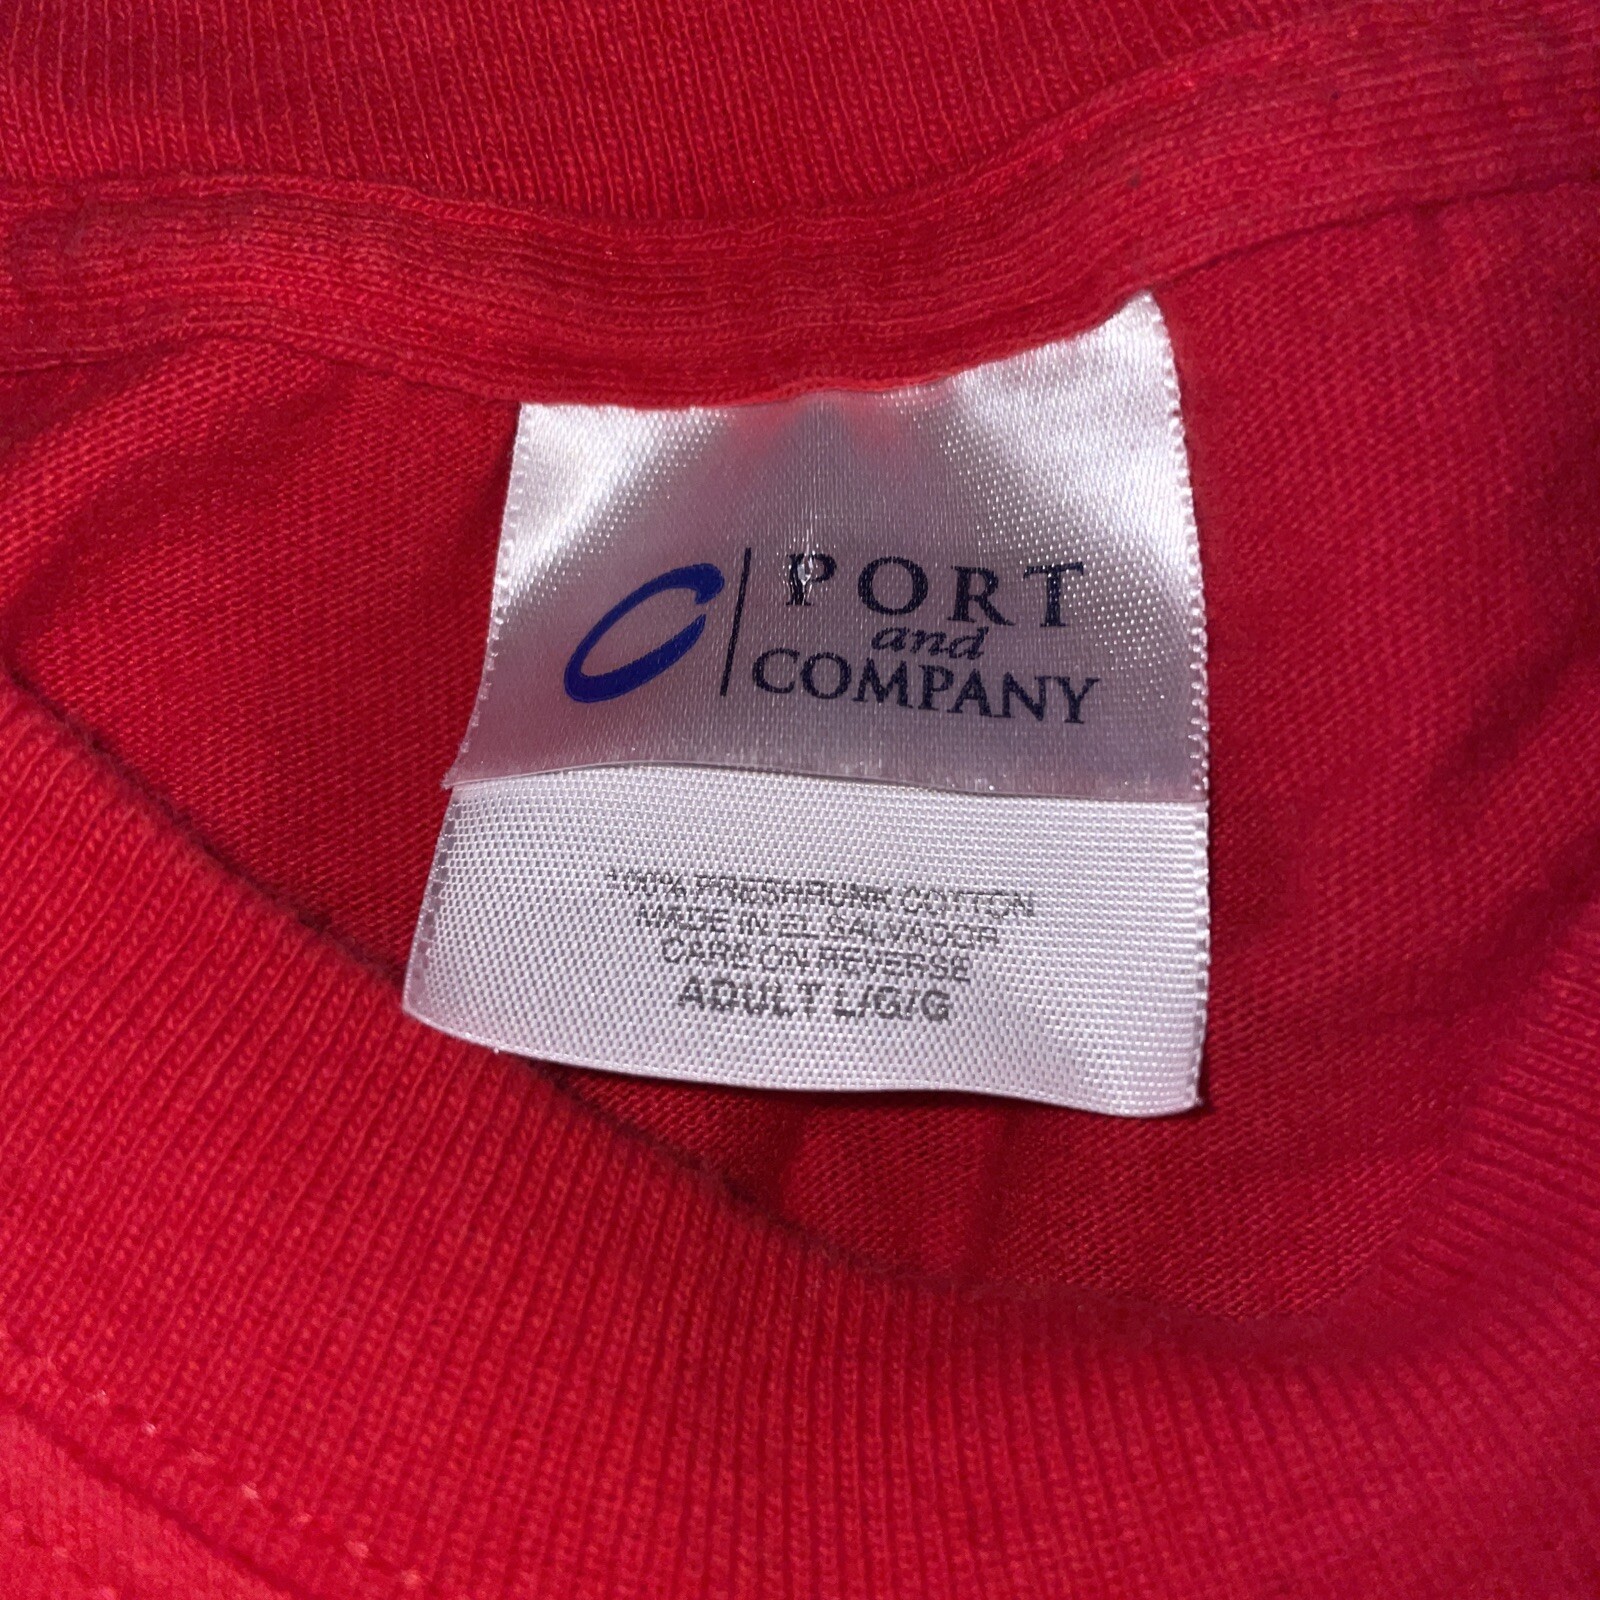 PORT
and
COMPANY
100% PRESHRUNK COTTON
MADE IN EL SALVADOR
CARE ON REVERSE
ADULT L/G/G